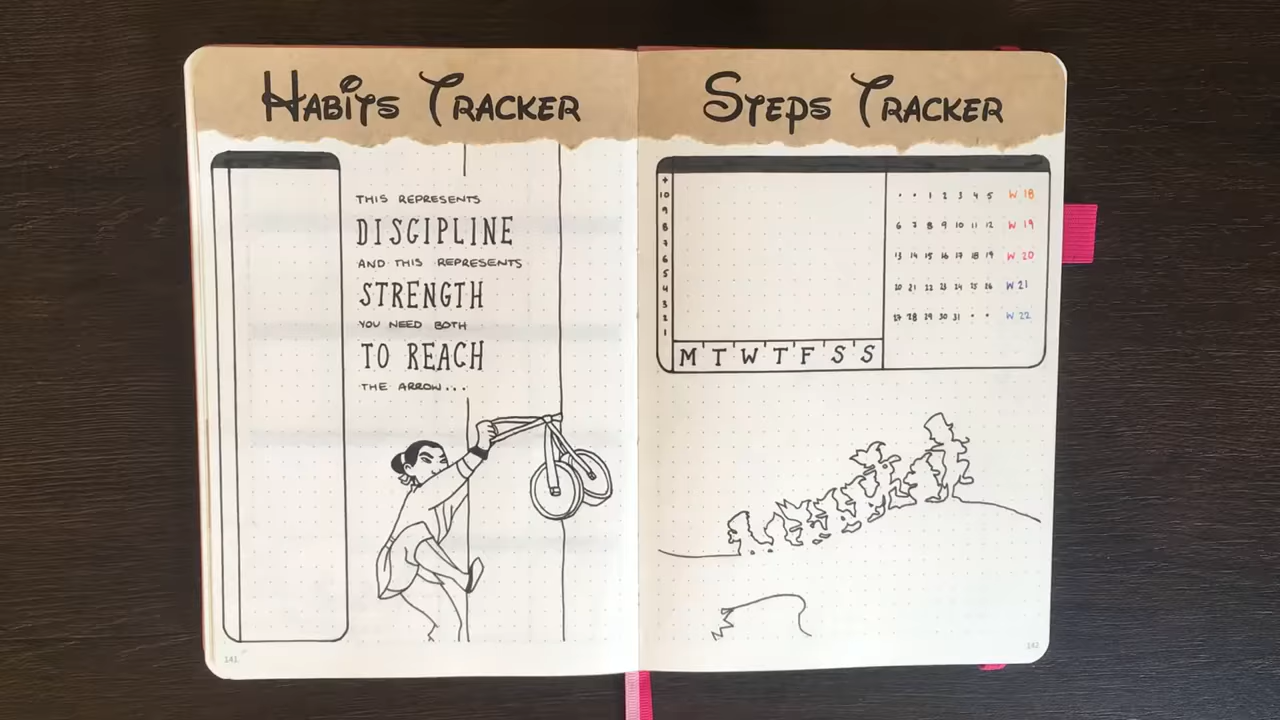 HABITS TRACKER
THIS REPRESENTS
DISCIPLINE
AND THIS REPRESENTS
STRENGTH
YOU NEED BOTH
TO REACH
THE ARROW...
141
STEPS TRACKER
+
10
9
8
7
6
5
4
3
2
1
M T W T F S S
• • 1 2 3 4 5 W 18
6 7 8 9 10 11 12 W 19
13 14 15 16 17 18 19 W 20
20 21 22 23 24 25 26 W 21
27 28 29 30 31 • • W 22
142